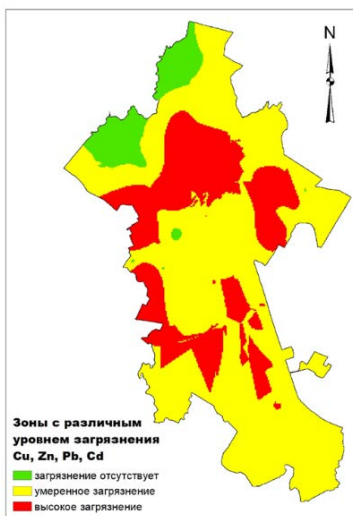 N
Зоны с различным
уровнем загрязнения
Cu, Zn, Pb, Cd
загрязнение отсутствует
умеренное загрязнение
высокое загрязнение